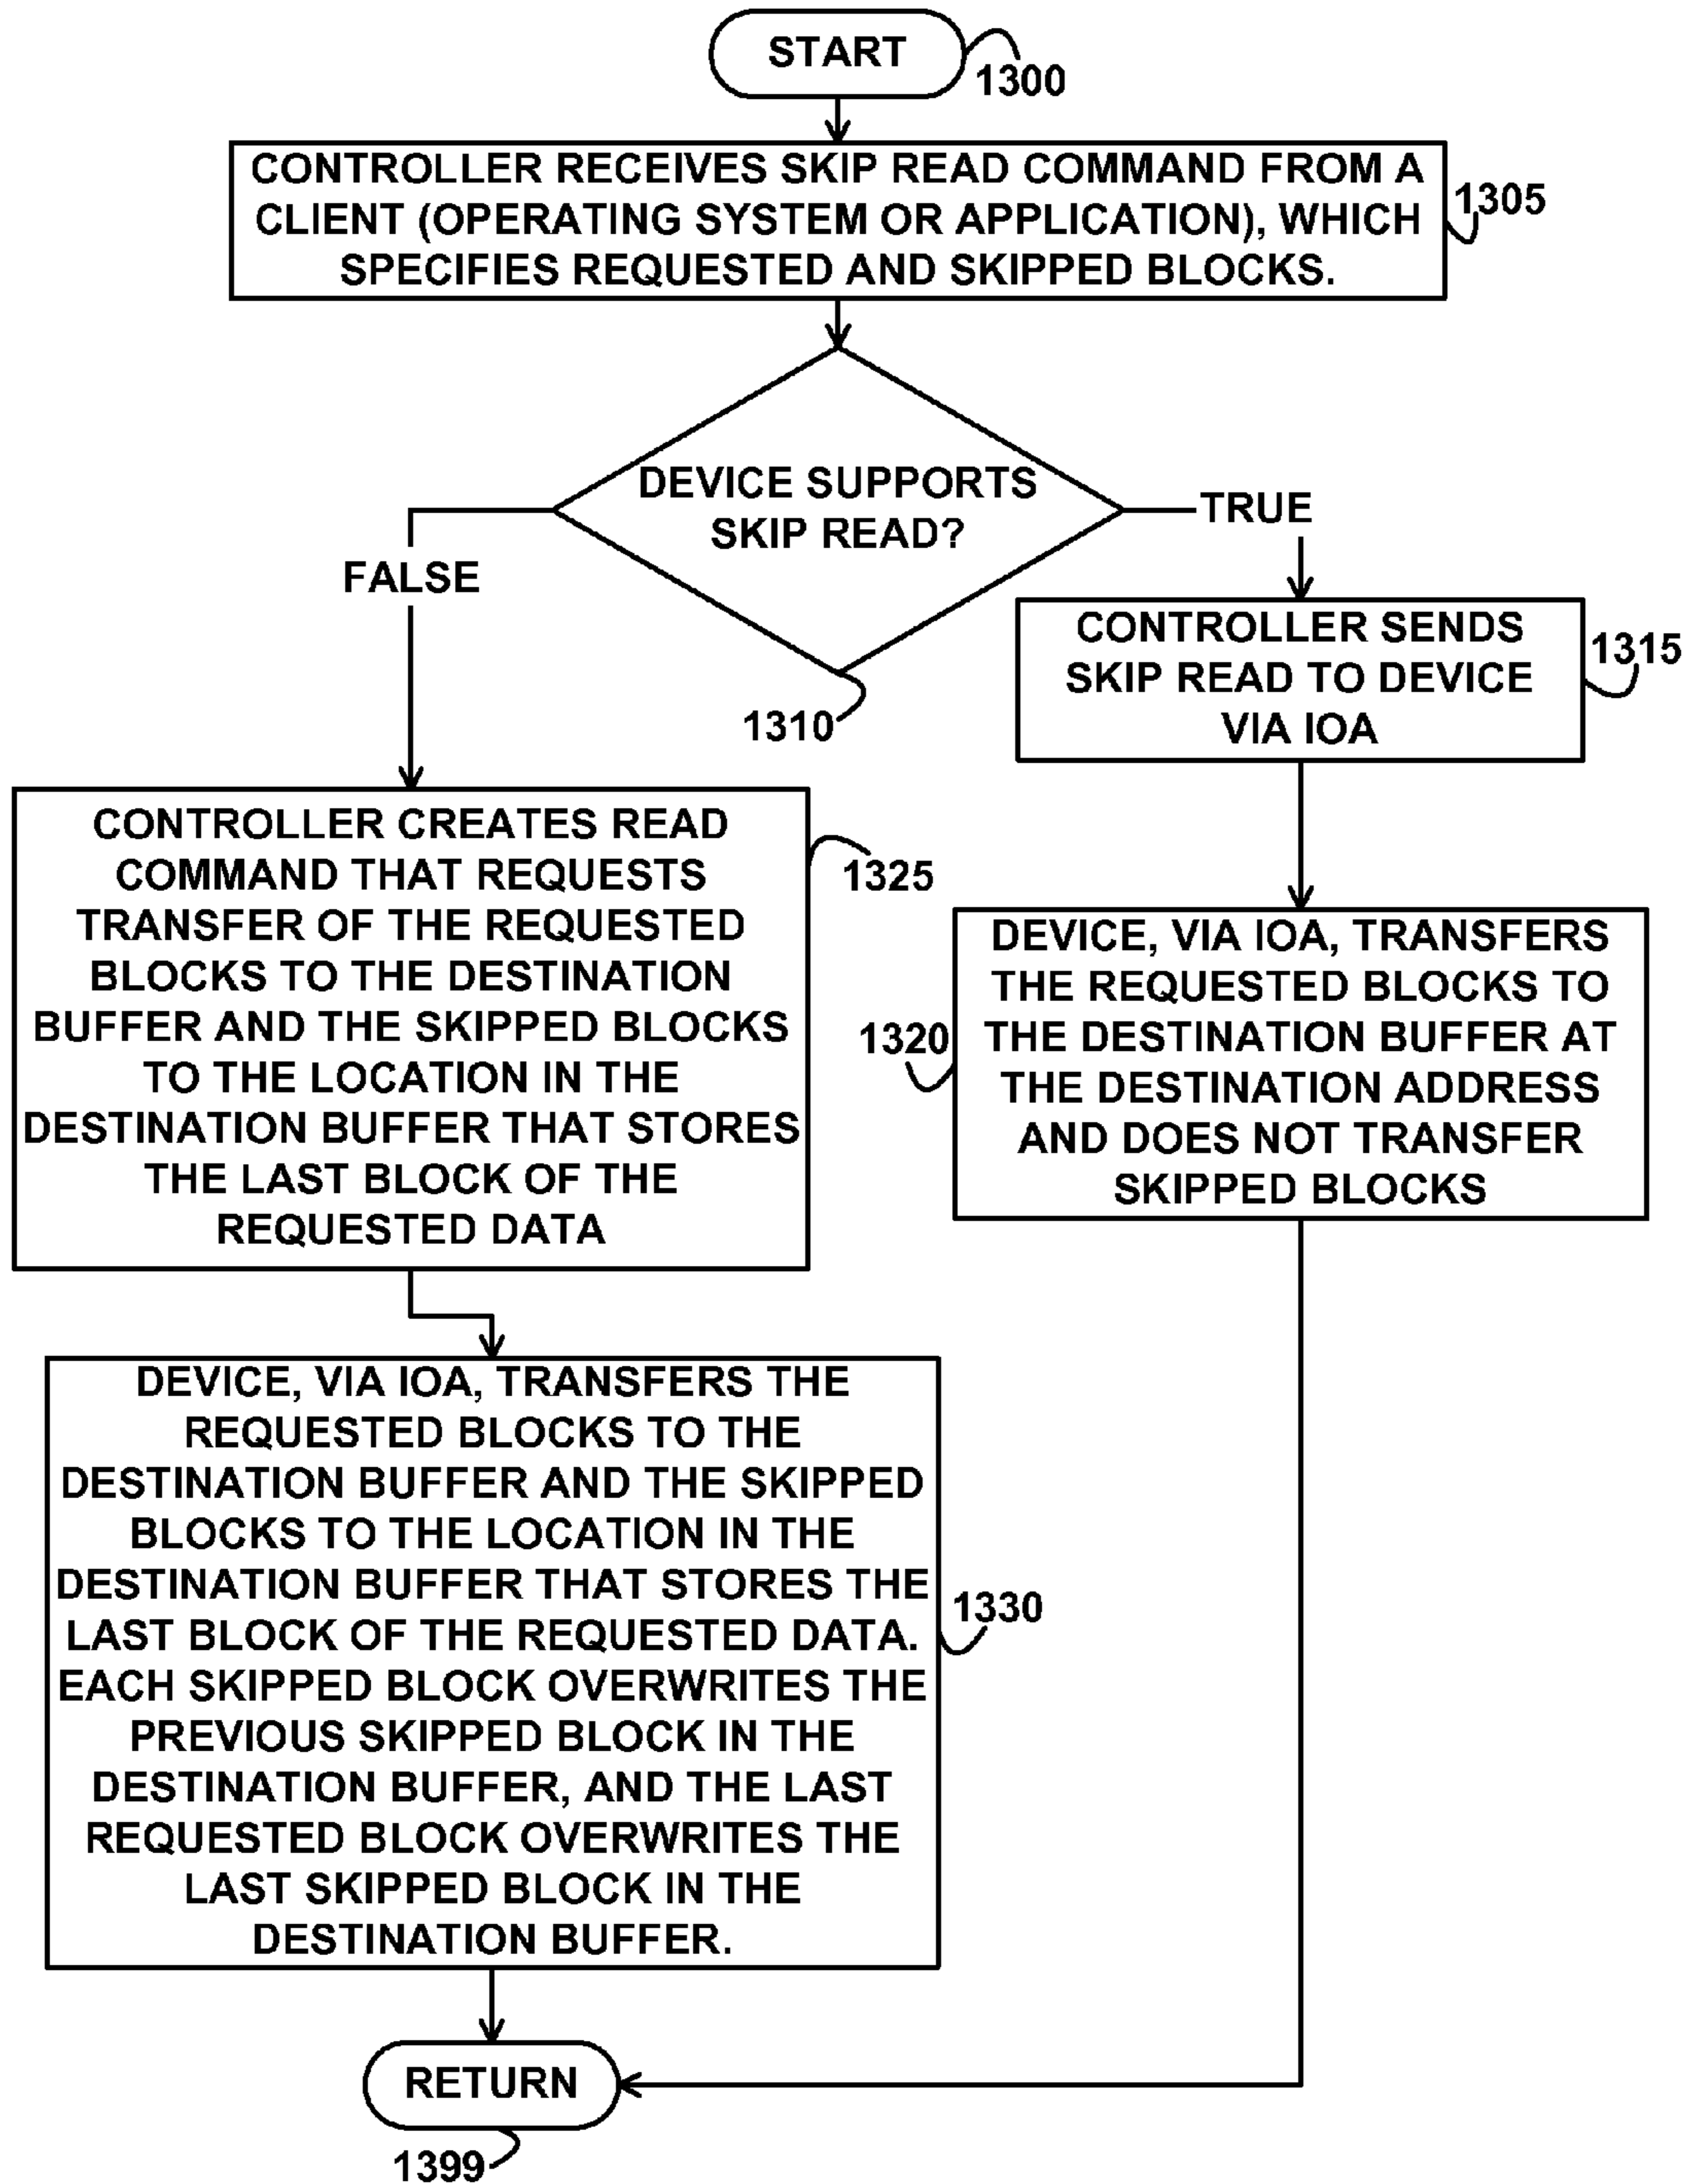 START
1300
CONTROLLER RECEIVES SKIP READ COMMAND FROM A
CLIENT (OPERATING SYSTEM OR APPLICATION), WHICH
SPECIFIES REQUESTED AND SKIPPED BLOCKS.
1305
DEVICE SUPPORTS
SKIP READ?
1310
TRUE
FALSE
CONTROLLER SENDS
SKIP READ TO DEVICE
VIA IOA
1315
CONTROLLER CREATES READ
COMMAND THAT REQUESTS
TRANSFER OF THE REQUESTED
BLOCKS TO THE DESTINATION
BUFFER AND THE SKIPPED BLOCKS
TO THE LOCATION IN THE
DESTINATION BUFFER THAT STORES
THE LAST BLOCK OF THE
REQUESTED DATA
1325
DEVICE, VIA IOA, TRANSFERS
THE REQUESTED BLOCKS TO
THE DESTINATION BUFFER AT
THE DESTINATION ADDRESS
AND DOES NOT TRANSFER
SKIPPED BLOCKS
1320
DEVICE, VIA IOA, TRANSFERS THE
REQUESTED BLOCKS TO THE
DESTINATION BUFFER AND THE SKIPPED
BLOCKS TO THE LOCATION IN THE
DESTINATION BUFFER THAT STORES THE
LAST BLOCK OF THE REQUESTED DATA.
EACH SKIPPED BLOCK OVERWRITES THE
PREVIOUS SKIPPED BLOCK IN THE
DESTINATION BUFFER, AND THE LAST
REQUESTED BLOCK OVERWRITES THE
LAST SKIPPED BLOCK IN THE
DESTINATION BUFFER.
1330
RETURN
1399